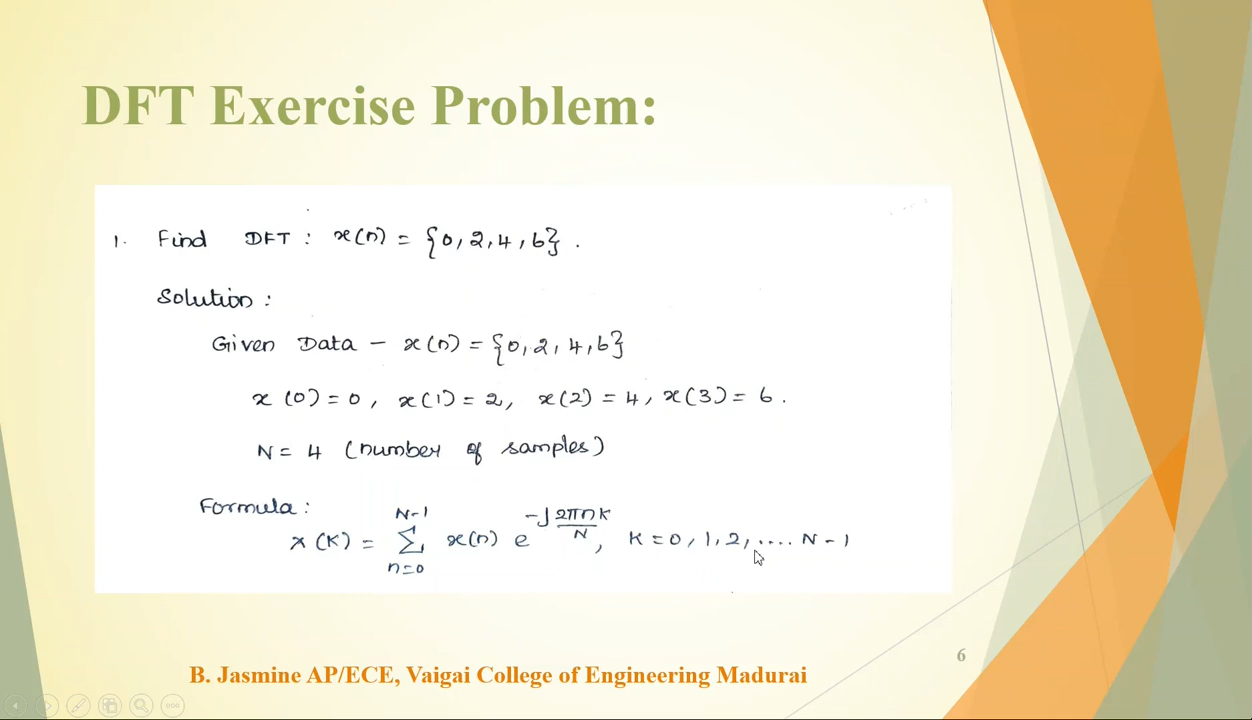 DFT Exercise Problem:
1. Find DFT : x(n) = {0, 2, 4, 6} .
Solution :
Given Data - x(n) = {0, 2, 4, 6}
x(0) = 0, x(1) = 2, x(2) = 4, x(3) = 6 .
N = 4 (number of samples)
Formula :
X(K) = Σ_{n=0}^{N-1} x(n) e^{-j 2πnk/N}, K = 0, 1, 2, .... N-1
6
B. Jasmine AP/ECE, Vaigai College of Engineering Madurai